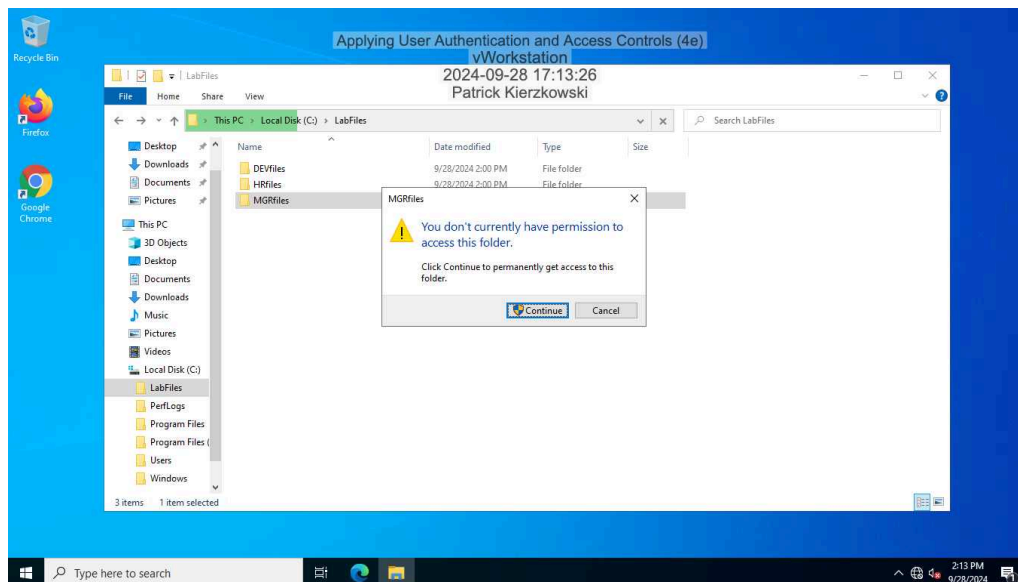 Recycle Bin
Applying User Authentication and Access Controls (4e)
vWorkstation
2024-09-28 17:13:26
Patrick Kierzkowski
LabFiles
File Home Share View
This PC Local Disk (C:) LabFiles
Search LabFiles
Firefox
Google
Chrome
Desktop
Downloads
Documents
Pictures
This PC
3D Objects
Desktop
Documents
Downloads
Music
Pictures
Videos
Local Disk (C:)
LabFiles
PerfLogs
Program Files
Program Files (
Users
Windows
Name Date modified Type Size
DEVfiles 9/28/2024 2:00 PM File folder
HRfiles 9/28/2024 2:00 PM File folder
MGRfiles
MGRfiles
You don't currently have permission to
access this folder.
Click Continue to permanently get access to this
folder.
Continue Cancel
3 items 1 item selected
Type here to search
2:13 PM
9/28/2024